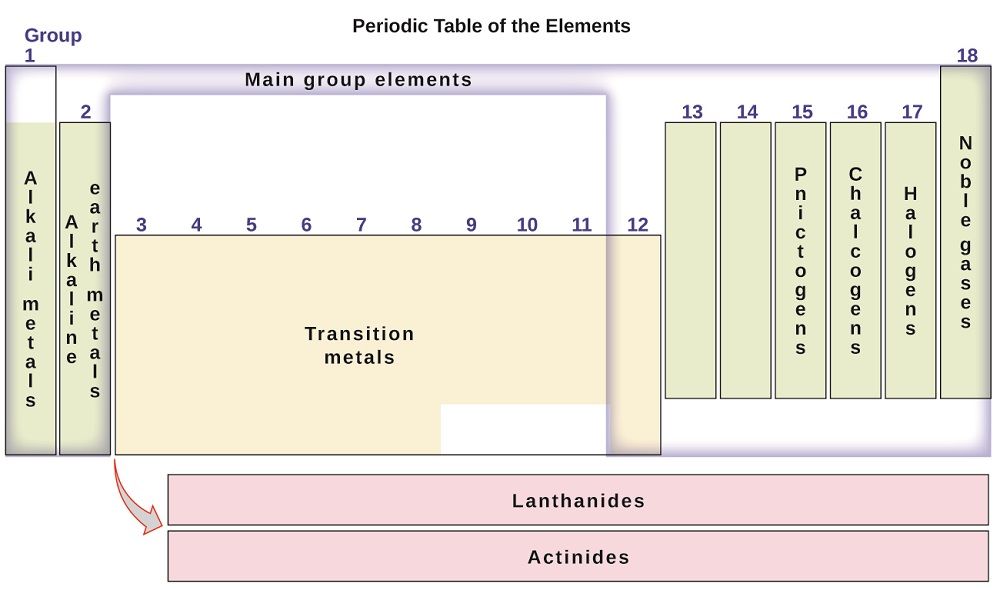 Periodic Table of the Elements
Group
1
18
Main group elements
2
13
14
15
16
17
3
4
5
6
7
8
9
10
11
12
Alkali metals
Alkaline
earth metals
Transition
metals
Pnictogens
Chalcogens
Halogens
Noble gases
Lanthanides
Actinides